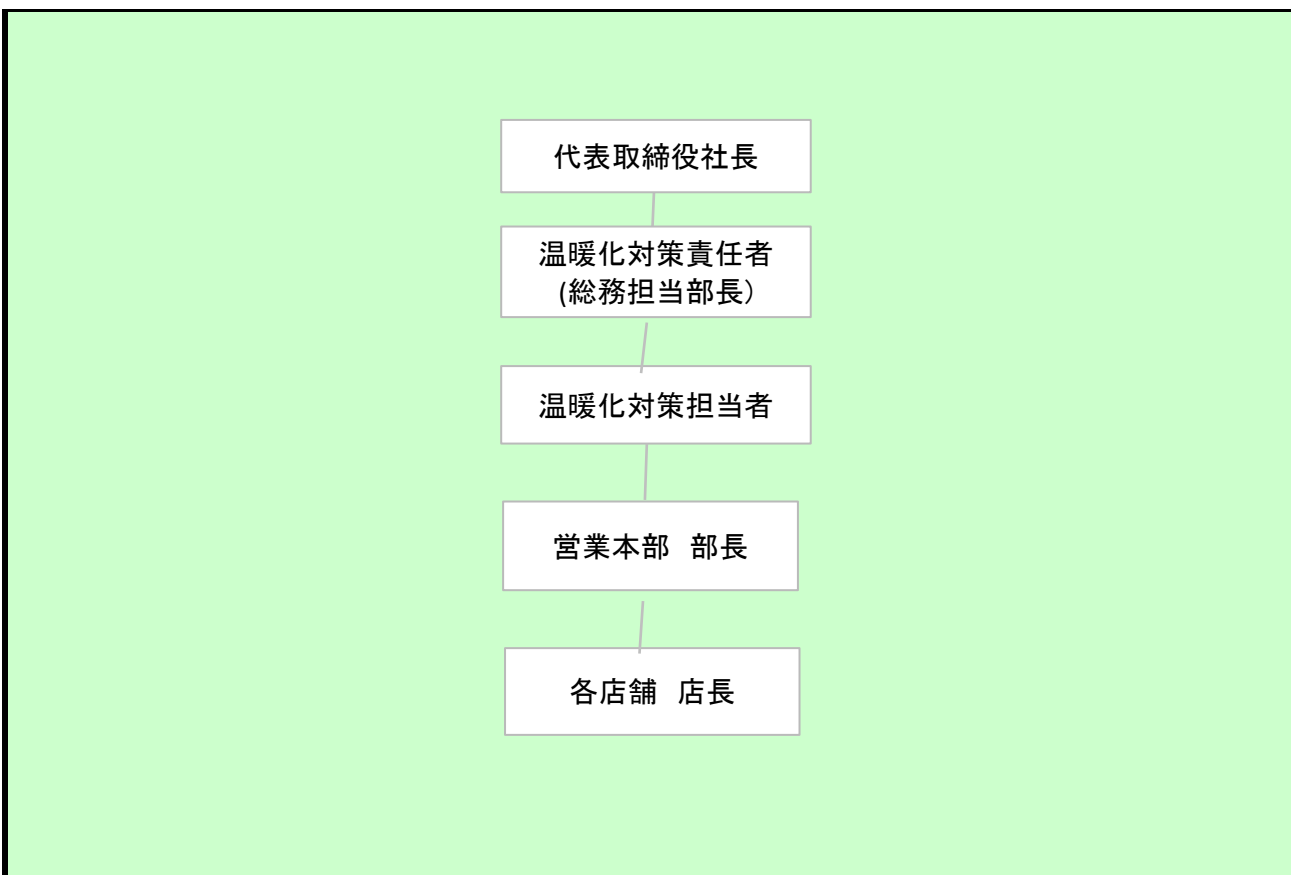 代表取締役社長
温暖化対策責任者
(総務担当部長）
温暖化対策担当者
営業本部　部長
各店舗　店長